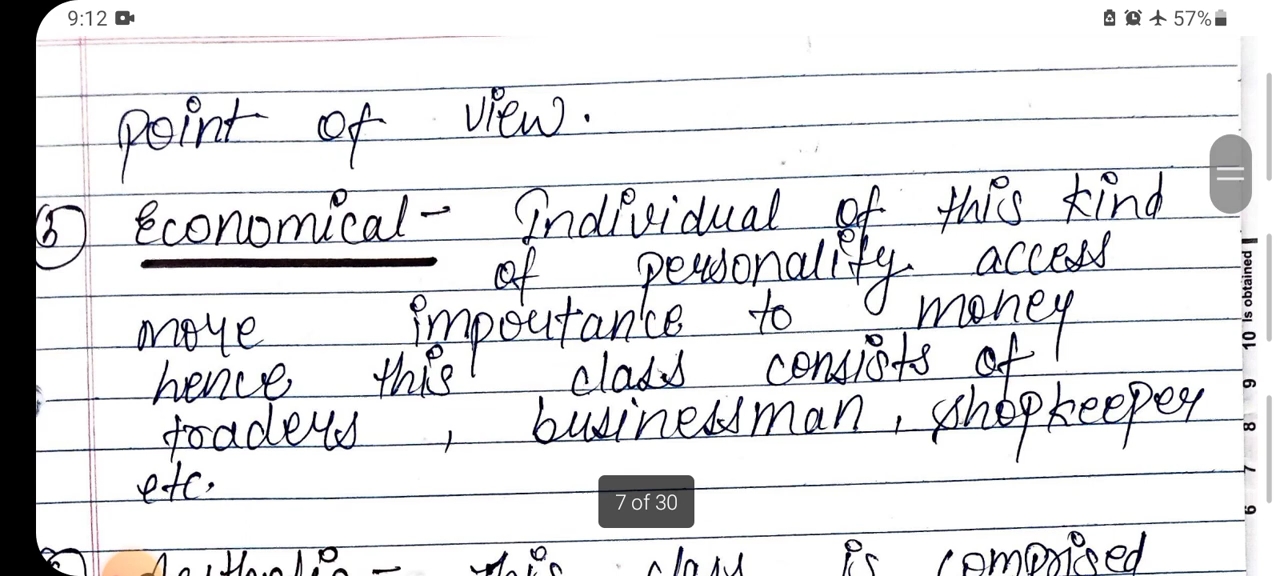 9:12
57%
point of view.
5 Economical - Individual of this kind
of personality access
more importance to money
hence this class consists of
traders, businessman, shopkeeper
etc.
7 of 30
this class is comprised
10 is obtained
9
8
7
6